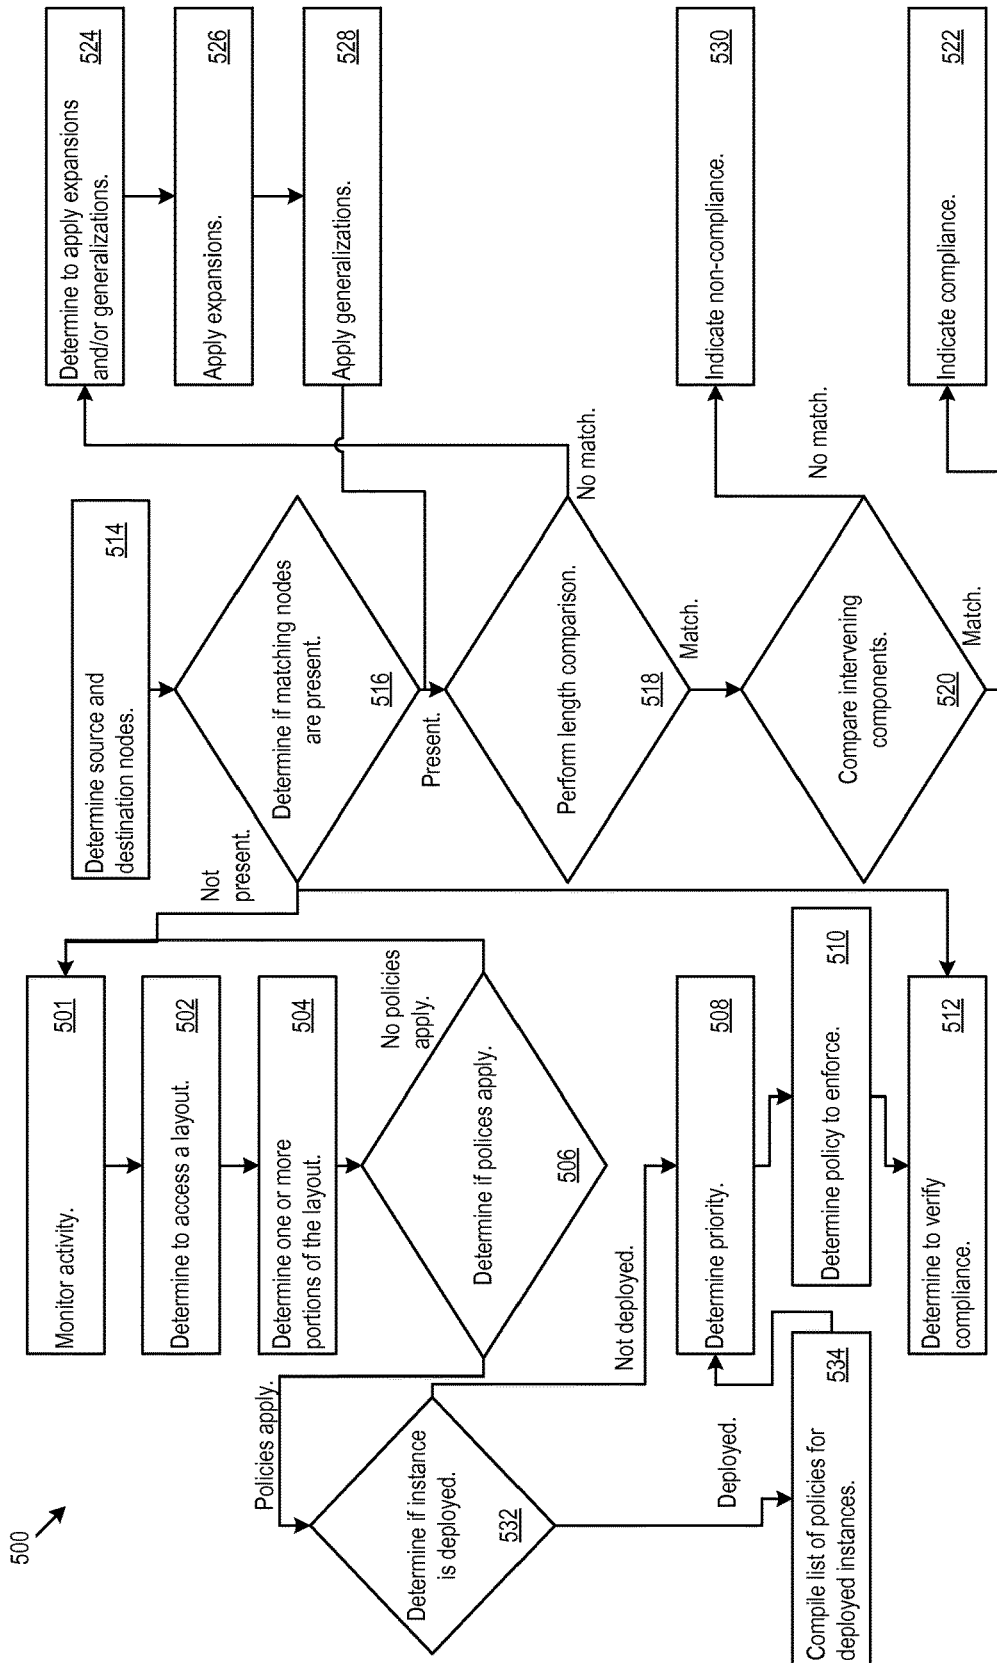 500
Monitor activity.
501
Determine to access a layout.
502
Determine one or more
portions of the layout.
504
Determine if polices apply.
506
No policies
apply.
Policies apply.
Determine if instance
is deployed.
532
Not deployed.
Deployed.
Compile list of policies for
deployed instances.
534
Determine priority.
508
Determine policy to enforce.
510
Determine to verify
compliance.
512
Determine source and
destination nodes.
514
Determine if matching nodes
are present.
516
Not
present.
Present.
Perform length comparison.
518
No match.
Match.
Compare intervening
components.
520
No match.
Match.
Determine to apply expansions
and/or generalizations.
524
Apply expansions.
526
Apply generalizations.
528
Indicate non-compliance.
530
Indicate compliance.
522